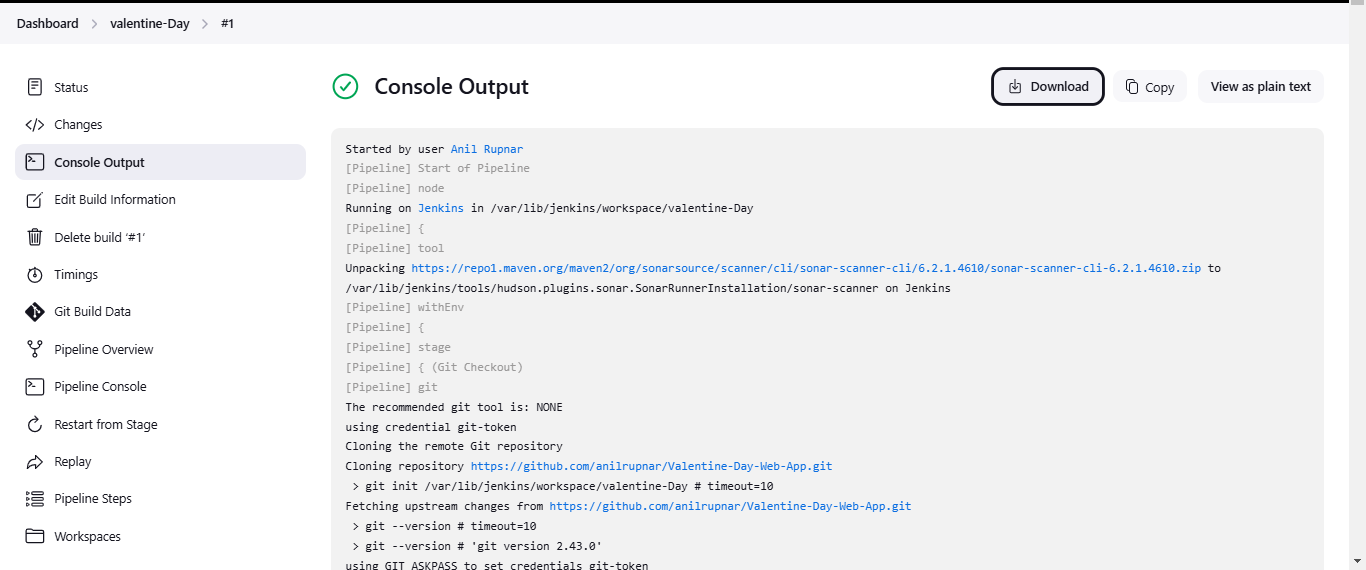 Dashboard > valentine-Day > #1
Status
Changes
Console Output
Edit Build Information
Delete build ‘#1’
Timings
Git Build Data
Pipeline Overview
Pipeline Console
Restart from Stage
Replay
Pipeline Steps
Workspaces
Console Output
Download
Copy
View as plain text
Started by user Anil Rupnar
[Pipeline] Start of Pipeline
[Pipeline] node
Running on Jenkins in /var/lib/jenkins/workspace/valentine-Day
[Pipeline] {
[Pipeline] tool
Unpacking https://repo1.maven.org/maven2/org/sonarsource/scanner/cli/sonar-scanner-cli/6.2.1.4610/sonar-scanner-cli-6.2.1.4610.zip to
/var/lib/jenkins/tools/hudson.plugins.sonar.SonarRunnerInstallation/sonar-scanner on Jenkins
[Pipeline] withEnv
[Pipeline] {
[Pipeline] stage
[Pipeline] { (Git Checkout)
[Pipeline] git
The recommended git tool is: NONE
using credential git-token
Cloning the remote Git repository
Cloning repository https://github.com/anilrupnar/Valentine-Day-Web-App.git
> git init /var/lib/jenkins/workspace/valentine-Day # timeout=10
Fetching upstream changes from https://github.com/anilrupnar/Valentine-Day-Web-App.git
> git --version # timeout=10
> git --version # 'git version 2.43.0'
using GIT_ASKPASS to set credentials git-token